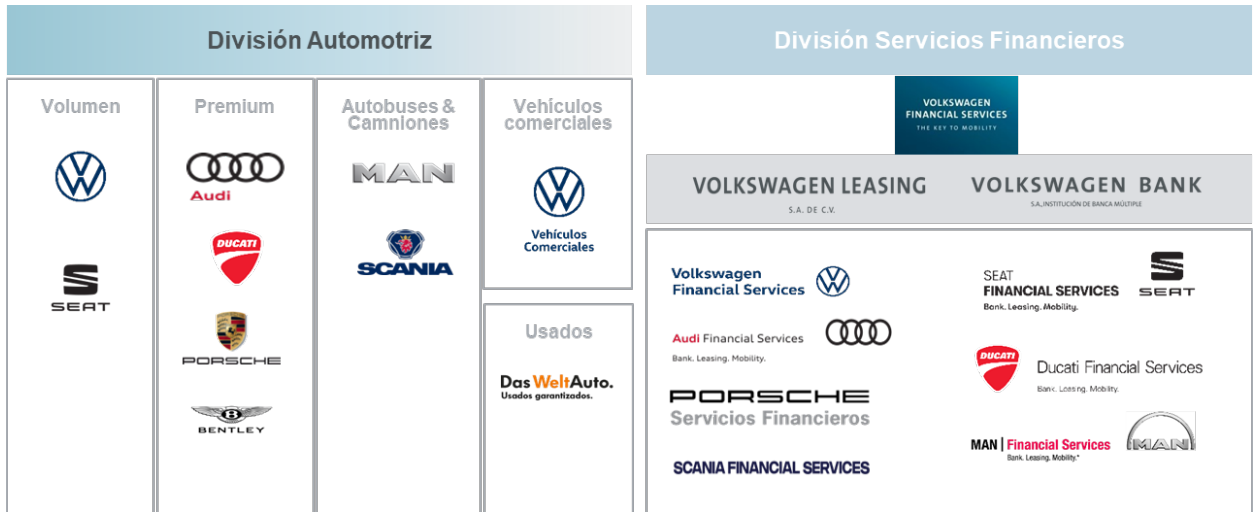 División Automotriz
Volumen
SEAT
Premium
Audi
DUCATI
PORSCHE
BENTLEY
Autobuses &
Camniones
MAN
SCANIA
Vehículos
comerciales
Vehículos
Comerciales
Usados
Das WeltAuto.
Usados garantizados.
División Servicios Financieros
VOLKSWAGEN
FINANCIAL SERVICES
THE KEY TO MOBILITY
VOLKSWAGEN LEASING
S.A. DE C.V.
VOLKSWAGEN BANK
S.A., INSTITUCIÓN DE BANCA MÚLTIPLE
Volkswagen
Financial Services
Audi Financial Services
Bank. Leasing. Mobility.
PORSCHE
Servicios Financieros
SCANIA FINANCIAL SERVICES
SEAT
FINANCIAL SERVICES
Bank. Leasing. Mobility.
SEAT
DUCATI
Ducati Financial Services
Bank. Leasing. Mobility.
MAN | Financial Services
Bank. Leasing. Mobility.*
MAN